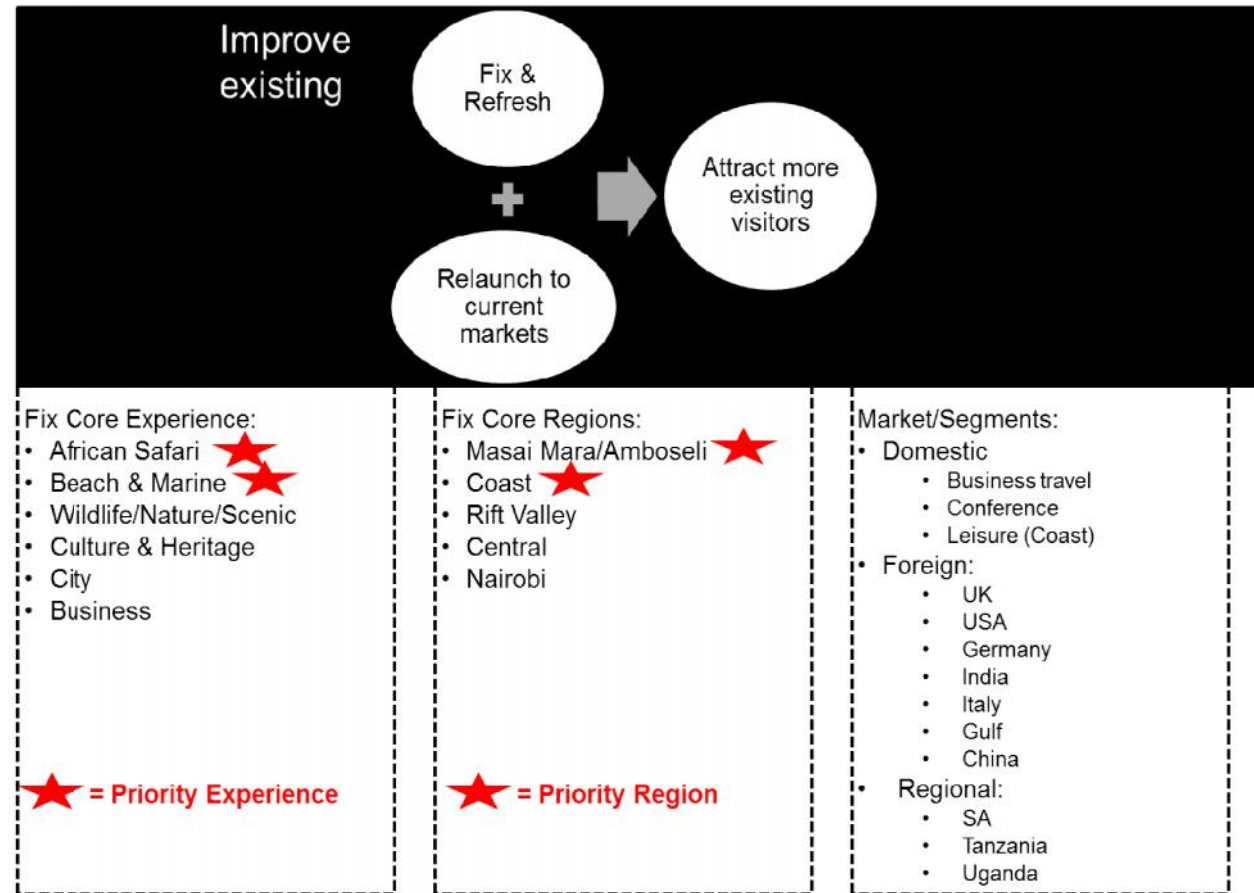 Improve
existing
Fix &
Refresh
Attract more
existing
visitors
Relaunch to
current
markets
Fix Core Experience:
• African Safari
• Beach & Marine
• Wildlife/Nature/Scenic
• Culture & Heritage
• City
• Business
= Priority Experience
Fix Core Regions:
• Masai Mara/Amboseli
• Coast
• Rift Valley
• Central
• Nairobi
= Priority Region
Market/Segments:
• Domestic
• Business travel
• Conference
• Leisure (Coast)
• Foreign:
• UK
• USA
• Germany
• India
• Italy
• Gulf
• China
• Regional:
• SA
• Tanzania
• Uganda